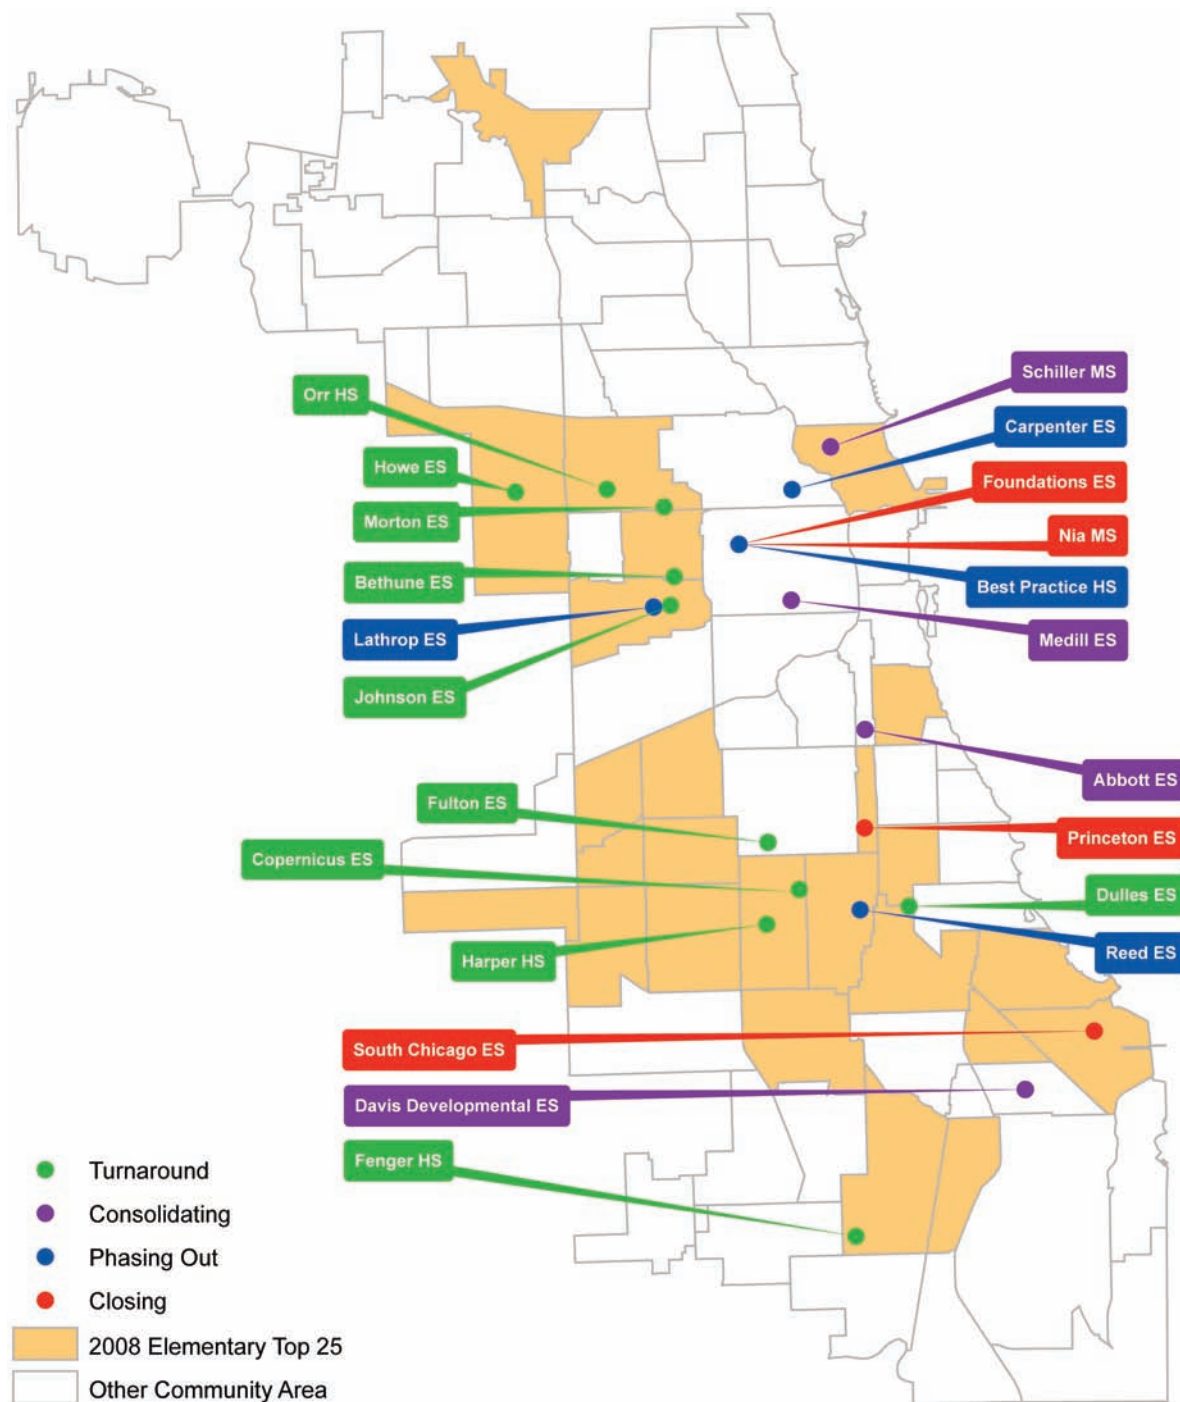 Schiller MS
Orr HS
Carpenter ES
Howe ES
Foundations ES
Morton ES
Nia MS
Bethune ES
Best Practice HS
Lathrop ES
Medill ES
Johnson ES
Abbott ES
Fulton ES
Princeton ES
Copernicus ES
Dulles ES
Harper HS
Reed ES
South Chicago ES
Davis Developmental ES
Fenger HS
Turnaround
Consolidating
Phasing Out
Closing
2008 Elementary Top 25
Other Community Area